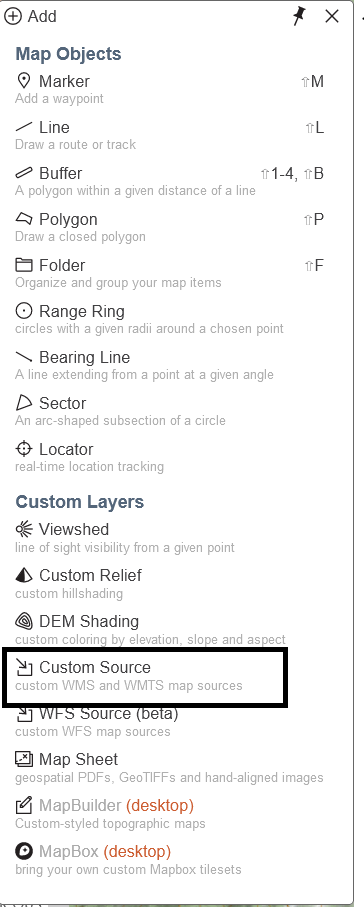 Add
Map Objects
Marker ⇧M
Add a waypoint
Line ⇧L
Draw a route or track
Buffer ⇧1-4, ⇧B
A polygon within a given distance of a line
Polygon ⇧P
Draw a closed polygon
Folder ⇧F
Organize and group your map items
Range Ring
circles with a given radii around a chosen point
Bearing Line
A line extending from a point at a given angle
Sector
An arc-shaped subsection of a circle
Locator
real-time location tracking
Custom Layers
Viewshed
line of sight visibility from a given point
Custom Relief
custom hillshading
DEM Shading
custom coloring by elevation, slope and aspect
Custom Source
custom WMS and WMTS map sources
WFS Source (beta)
custom WFS map sources
Map Sheet
geospatial PDFs, GeoTIFFs and hand-aligned images
MapBuilder (desktop)
Custom-styled topographic maps
MapBox (desktop)
bring your own custom Mapbox tilesets